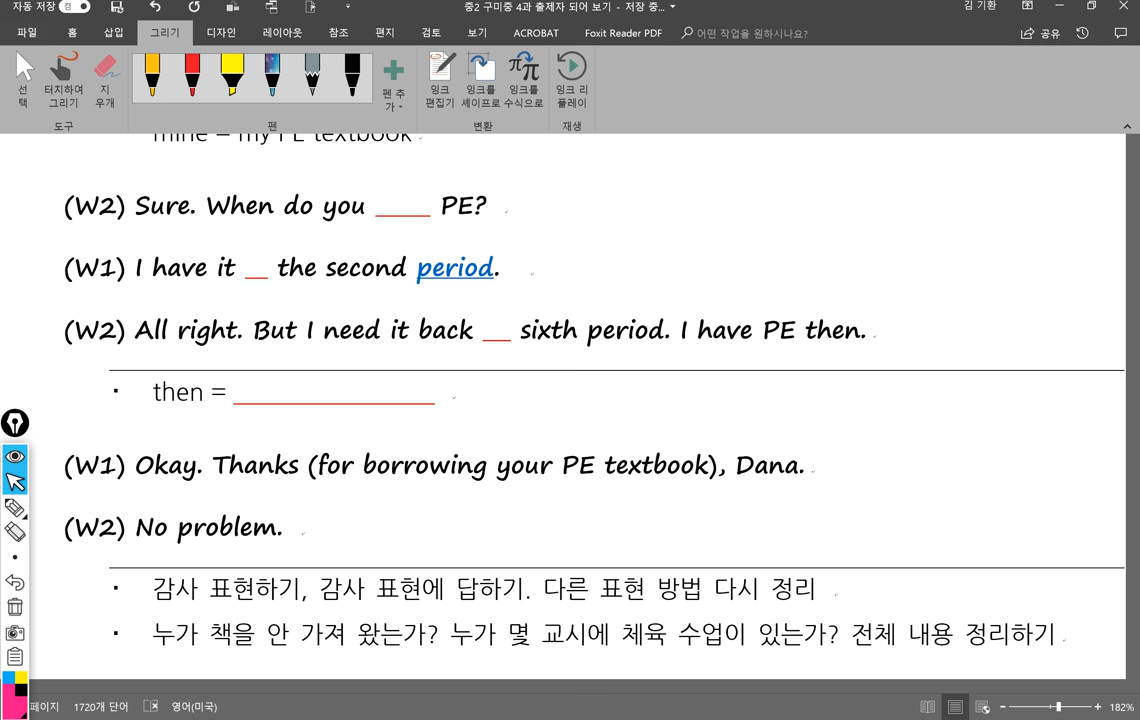 자동 저장 켬 중2 구미중 4과 출제자 되어 보기 - 저장 중... 김 기환
파일 홈 삽입 그리기 디자인 레이아웃 참조 편지 검토 보기 ACROBAT Foxit Reader PDF 어떤 작업을 원하시나요? 공유
선택 터치하여 그리기 지우개 펜 추가 잉크 편집기 잉크를 셰이프로 잉크를 수식으로 잉크 리플레이
도구 펜 변환 재생
mine = my PE textbook
(W2) Sure. When do you _____ PE?
(W1) I have it __ the second period.
(W2) All right. But I need it back ___ sixth period. I have PE then.
· then = __________________
(W1) Okay. Thanks (for borrowing your PE textbook), Dana.
(W2) No problem.
· 감사 표현하기, 감사 표현에 답하기. 다른 표현 방법 다시 정리
· 누가 책을 안 가져 왔는가? 누가 몇 교시에 체육 수업이 있는가? 전체 내용 정리하기
페이지 1720개 단어 영어(미국) 182%